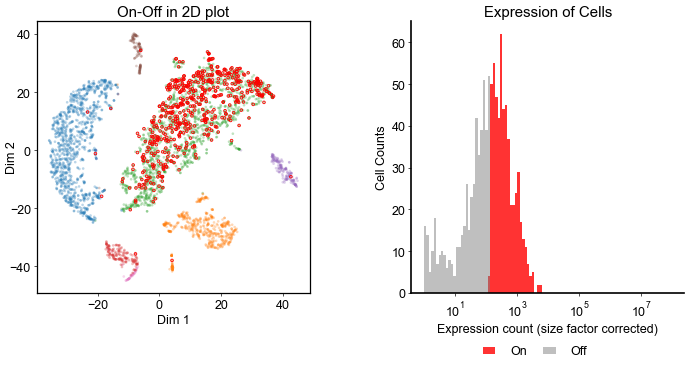 On-Off in 2D plot
40
20
0
−20
−40
Dim 2
−20
0
20
40
Dim 1
Expression of Cells
60
50
40
30
20
10
0
Cell Counts
10¹
10³
10⁵
10⁷
Expression count (size factor corrected)
On
Off